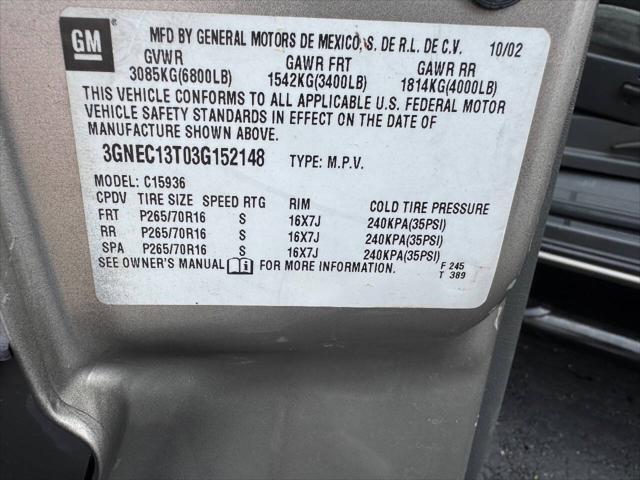 GM
MFD BY GENERAL MOTORS DE MEXICO, S. DE R.L. DE C.V. 10/02
GVWR GAWR FRT GAWR RR
3085KG(6800LB) 1542KG(3400LB) 1814KG(4000LB)
THIS VEHICLE CONFORMS TO ALL APPLICABLE U.S. FEDERAL MOTOR
VEHICLE SAFETY STANDARDS IN EFFECT ON THE DATE OF
MANUFACTURE SHOWN ABOVE.
3GNEC13T03G152148 TYPE: M.P.V.
MODEL: C15936
CPDV TIRE SIZE SPEED RTG RIM COLD TIRE PRESSURE
FRT P265/70R16 S 16X7J 240KPA(35PSI)
RR P265/70R16 S 16X7J 240KPA(35PSI)
SPA P265/70R16 S 16X7J 240KPA(35PSI)
SEE OWNER'S MANUAL FOR MORE INFORMATION. F 245
T 389